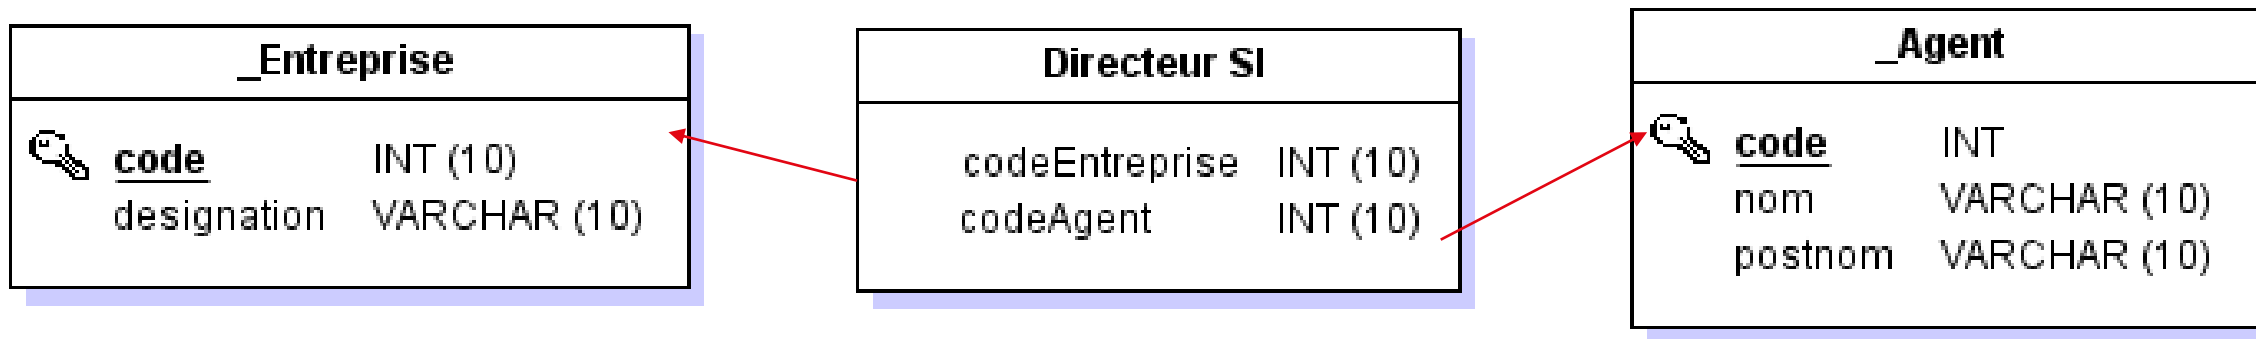 _Entreprise
code INT (10)
designation VARCHAR (10)
Directeur SI
codeEntreprise INT (10)
codeAgent INT (10)
_Agent
code INT
nom VARCHAR (10)
postnom VARCHAR (10)